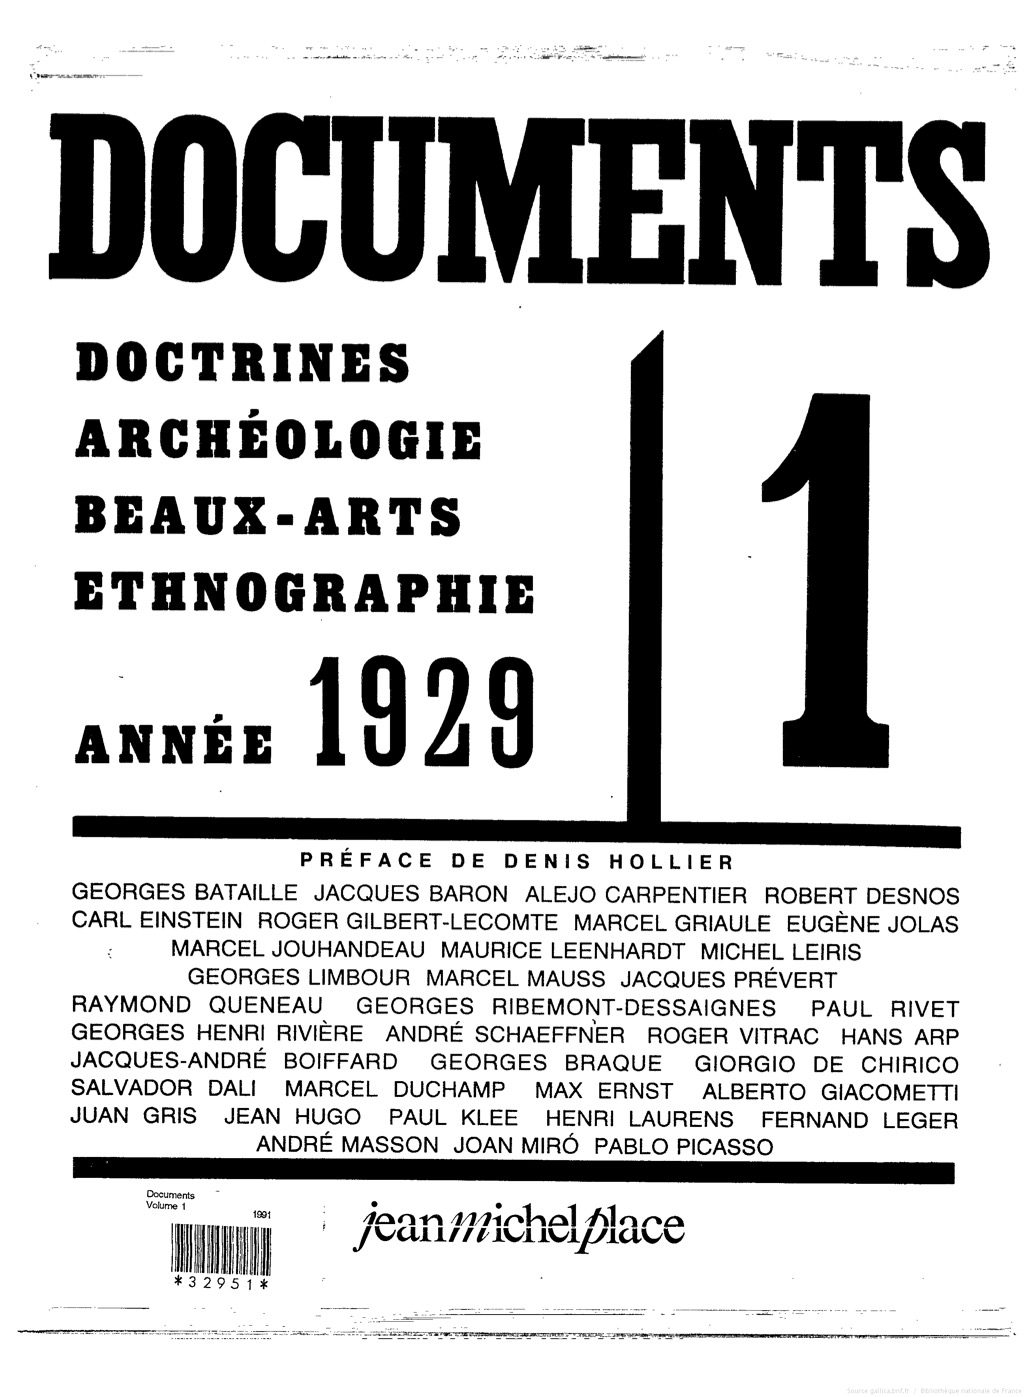 DOCUMENTS
DOCTRINES
ARCHÉOLOGIE
BEAUX-ARTS
ETHNOGRAPHIE
ANNÉE 1929
1
PRÉFACE DE DENIS HOLLIER
GEORGES BATAILLE JACQUES BARON ALEJO CARPENTIER ROBERT DESNOS
CARL EINSTEIN ROGER GILBERT-LECOMTE MARCEL GRIAULE EUGÈNE JOLAS
MARCEL JOUHANDEAU MAURICE LEENHARDT MICHEL LEIRIS
GEORGES LIMBOUR MARCEL MAUSS JACQUES PRÉVERT
RAYMOND QUENEAU GEORGES RIBEMONT-DESSAIGNES PAUL RIVET
GEORGES HENRI RIVIÈRE ANDRÉ SCHAEFFNER ROGER VITRAC HANS ARP
JACQUES-ANDRÉ BOIFFARD GEORGES BRAQUE GIORGIO DE CHIRICO
SALVADOR DALI MARCEL DUCHAMP MAX ERNST ALBERTO GIACOMETTI
JUAN GRIS JEAN HUGO PAUL KLEE HENRI LAURENS FERNAND LEGER
ANDRÉ MASSON JOAN MIRÓ PABLO PICASSO
Documents
Volume 1
1991
*32951*
jeanmichelplace
Source gallica.bnf.fr / Bibliothèque nationale de France